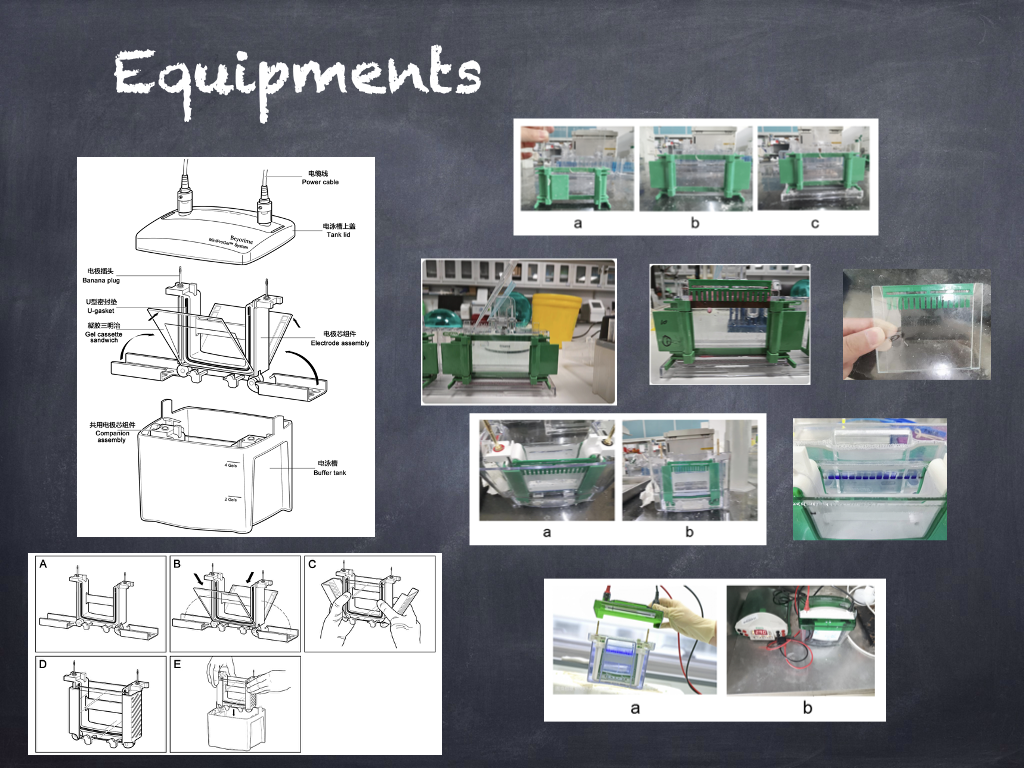 Equipments
电缆线
Power cable
电泳槽上盖
Tank lid
Beyotime
System
电极插头
Banana plug
U型密封垫
U-gasket
凝胶三明治
Gel cassette
sandwich
电极芯组件
Electrode assembly
共用电极芯组件
Companion
assembly
电泳槽
Buffer tank
4 Gels
2 Gels
A
B
C
D
E
a
b
c
a
b
a
b